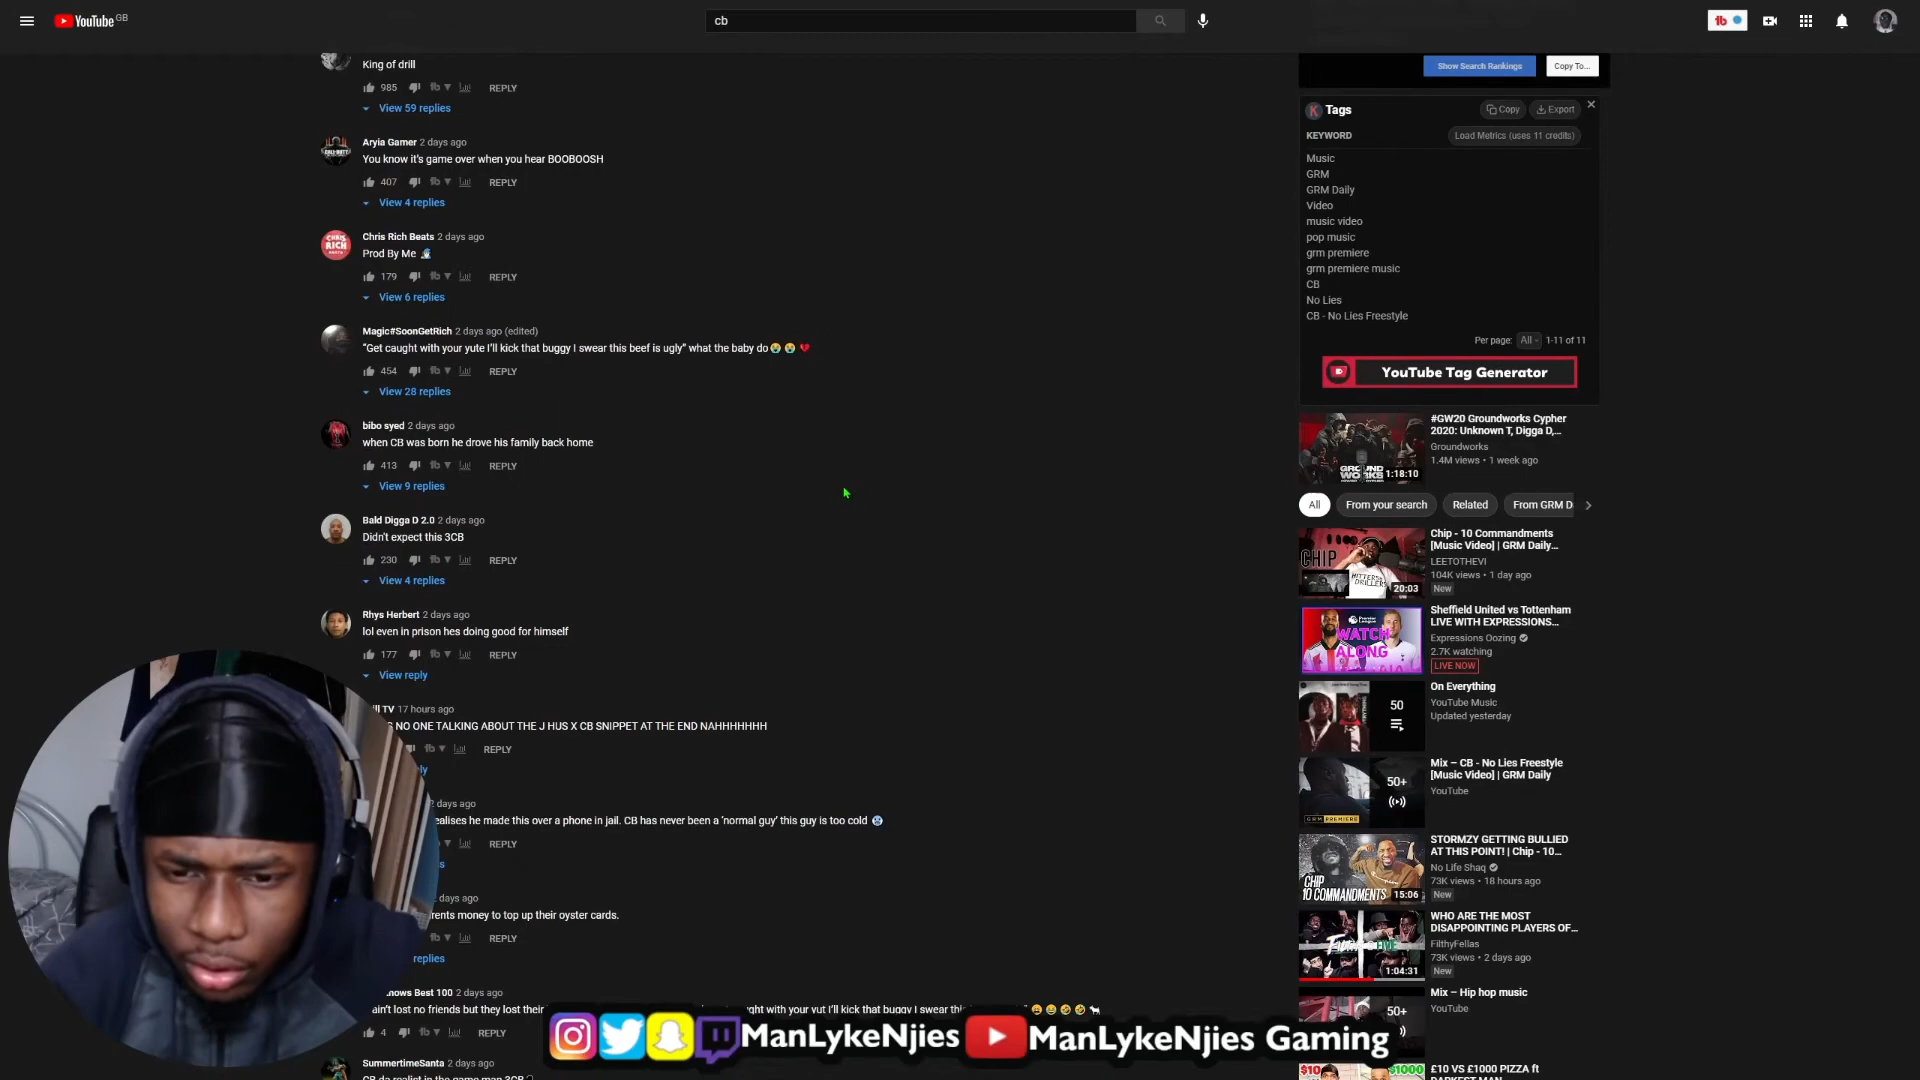 YouTube GB
cb
King of drill
985 REPLY
View 59 replies
Aryia Gamer 2 days ago
You know it's game over when you hear BOOBOOSH
407 REPLY
View 4 replies
Chris Rich Beats 2 days ago
Prod By Me
179 REPLY
View 6 replies
Magic#SoonGetRich 2 days ago (edited)
"Get caught with your yute I'll kick that buggy I swear this beef is ugly" what the baby do😭😭💔
454 REPLY
View 28 replies
bibo syed 2 days ago
when CB was born he drove his family back home
413 REPLY
View 9 replies
Bald Digga D 2.0 2 days ago
Didn't expect this 3CB
230 REPLY
View 4 replies
Rhys Herbert 2 days ago
lol even in prison hes doing good for himself
177 REPLY
View reply
TV 17 hours ago
NO ONE TALKING ABOUT THE J HUS X CB SNIPPET AT THE END NAHHHHHH
REPLY
2 days ago
ealises he made this over a phone in jail. CB has never been a 'normal guy' this guy is too cold 🥶
REPLY
days ago
rents money to top up their oyster cards.
REPLY
replies
nows Best 100 2 days ago
ain't lost no friends but they lost their
ght with your yut I'll kick that buggy I swear
4 REPLY
SummertimeSanta 2 days ago
CB da realist in the game man 3CB
ManLykeNjies
ManLykeNjies Gaming
Show Search Rankings
Copy To...
K Tags
Copy
Export
KEYWORD
Load Metrics (uses 11 credits)
Music
GRM
GRM Daily
Video
music video
pop music
grm premiere
grm premiere music
CB
No Lies
CB - No Lies Freestyle
Per page: All 1-11 of 11
YouTube Tag Generator
#GW20 Groundworks Cypher
2020: Unknown T, Digga D,...
Groundworks
1.4M views • 1 week ago
1:18:10
All
From your search
Related
From GRM D
Chip - 10 Commandments
[Music Video] | GRM Daily...
LEETOTHEVI
104K views • 1 day ago
New
CHIP
20:03
Sheffield United vs Tottenham
LIVE WITH EXPRESSIONS...
Expressions Oozing
2.7K watching
LIVE NOW
WATCH
ALONG
On Everything
YouTube Music
Updated yesterday
50
Mix – CB - No Lies Freestyle
[Music Video] | GRM Daily
YouTube
50+
GRM PREMIERE
STORMZY GETTING BULLIED
AT THIS POINT! | Chip - 10...
No Life Shaq
73K views • 18 hours ago
New
CHIP
10 COMMANDMENTS
15:06
WHO ARE THE MOST
DISAPPOINTING PLAYERS OF...
FilthyFellas
73K views • 2 days ago
New
1:04:31
Mix – Hip hop music
YouTube
50+
£10 VS £1000 PIZZA ft